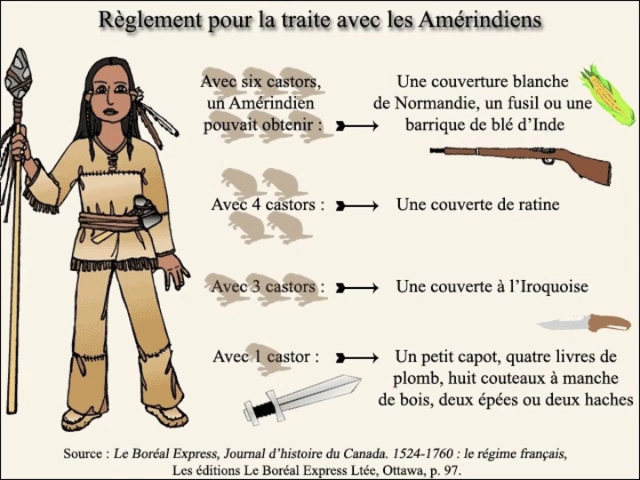 Règlement pour la traite avec les Amérindiens
Avec six castors,
un Amérindien
pouvait obtenir :
Une couverture blanche
de Normandie, un fusil ou une
barrique de blé d'Inde
Avec 4 castors :
Une couverte de ratine
Avec 3 castors :
Une couverte à l'Iroquoise
Avec 1 castor :
Un petit capot, quatre livres de
plomb, huit couteaux à manche
de bois, deux épées ou deux haches
Source : Le Boréal Express, Journal d'histoire du Canada. 1524-1760 : le régime français,
Les éditions Le Boréal Express Ltée, Ottawa, p. 97.